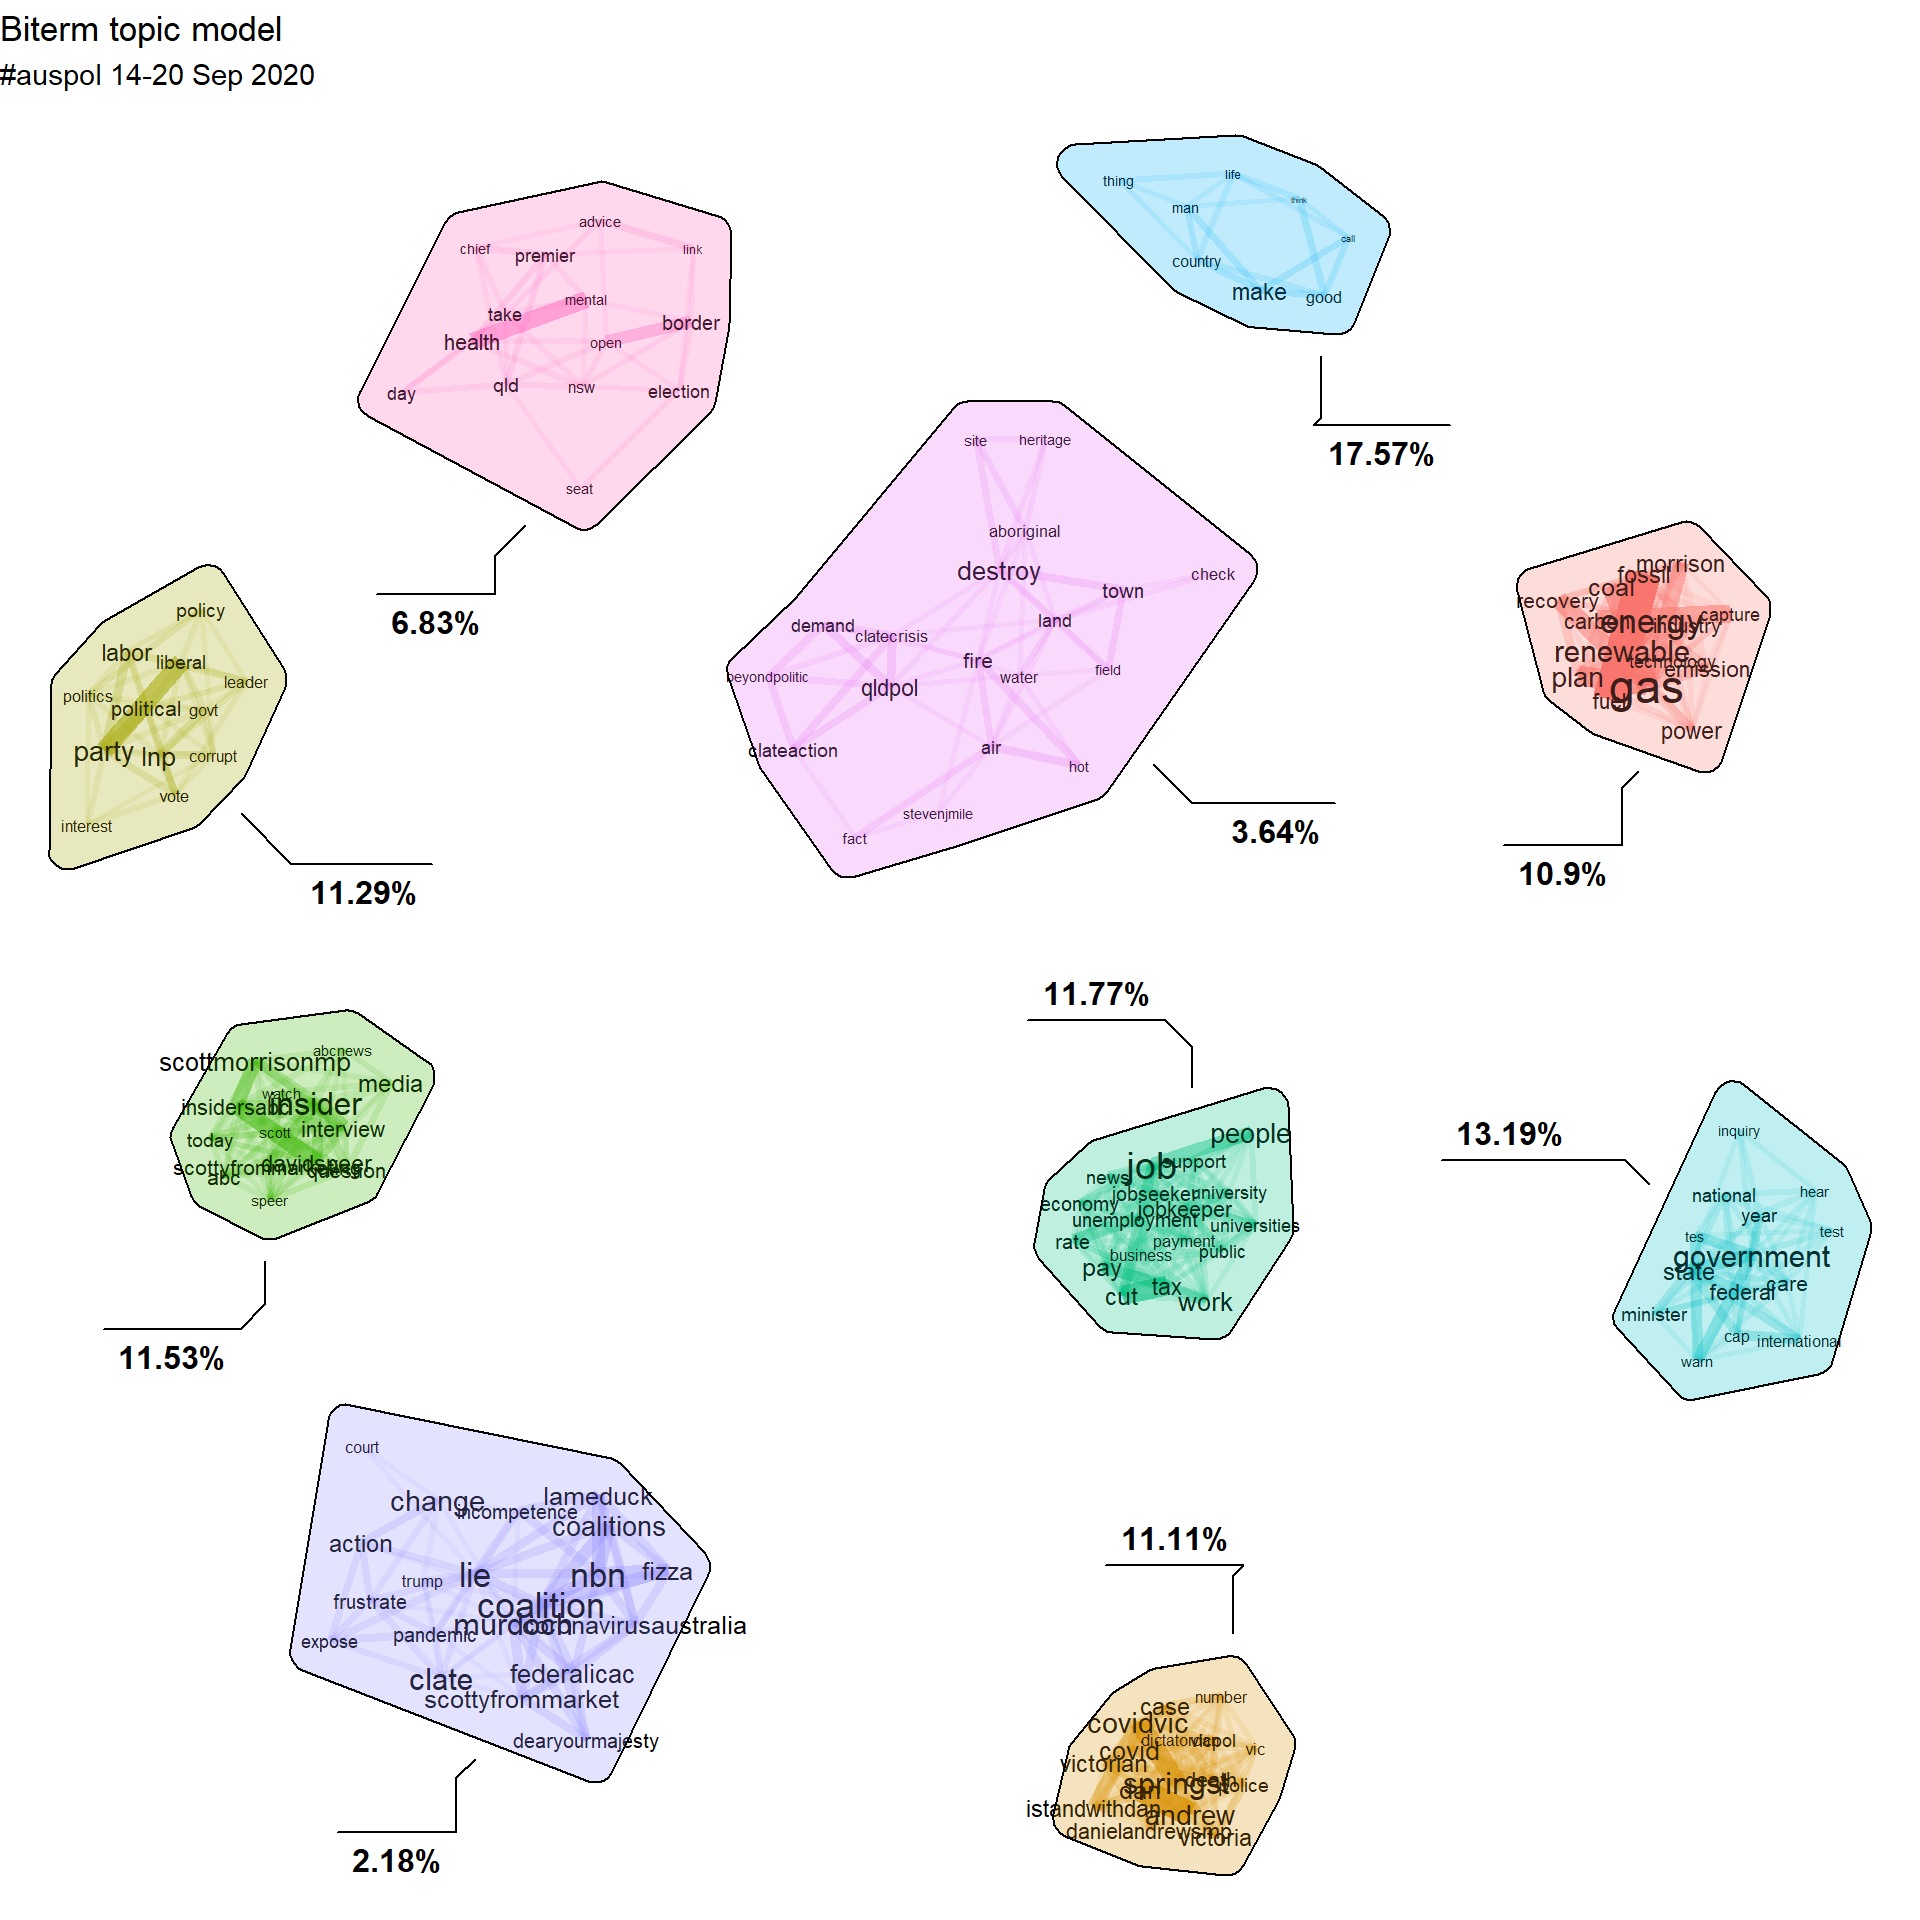 Biterm topic model
#auspol 14-20 Sep 2020
thing
life
think
man
call
country
make
good
17.57%
advice
chief
premier
link
mental
take
border
health
open
day
qld
nsw
election
seat
6.83%
site
heritage
aboriginal
destroy
town
check
land
demand
clatecrisis
fire
water
field
beyondpolitic
qldpol
clateaction
air
hot
stevenjmile
fact
3.64%
morrison
fossil
coal
recovery
carbon
energy
industry
capture
renewable
technology
emission
plan
gas
fuel
power
10.9%
policy
labor
liberal
leader
politics
political
govt
party
lnp
corrupt
vote
interest
11.29%
abcnews
scottmorrisonmp
media
watch
insidersabc
insider
today
scott
interview
davidspeer
scottyfrommarketing
question
abc
speer
11.53%
11.77%
people
job
support
news
jobseeker
university
economy
jobkeeper
unemployment
universities
rate
payment
business
public
pay
tax
cut
work
13.19%
inquiry
national
hear
year
tes
test
government
state
federal
care
minister
cap
international
warn
court
change
lameduck
incompetence
coalitions
action
lie
nbn
fizza
trump
frustrate
coalition
murdoch
coronavirusaustralia
expose
pandemic
clate
federalicac
scottyfrommarket
dearyourmajesty
2.18%
11.11%
number
case
covidvic
dictatordan
vicpol
covid
vic
victorian
springst
death
police
dan
istandwithdan
andrew
danielandrewsmp
victoria